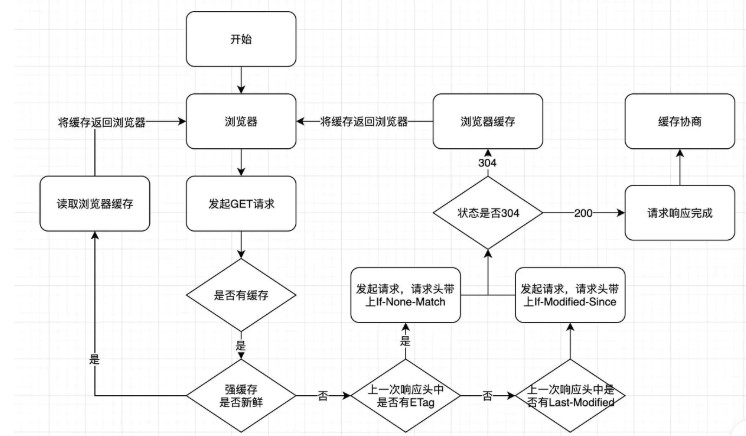 开始
将缓存返回浏览器
浏览器
将缓存返回浏览器
浏览器缓存
缓存协商
304
读取浏览器缓存
发起GET请求
状态是否304
200
请求响应完成
是否有缓存
发起请求，请求头带
上If-None-Match
发起请求，请求头带
上If-Modified-Since
是
是
是
强缓存
是否新鲜
否
上一次响应头中
是否有ETag
否
上一次响应头中是
否有Last-Modified